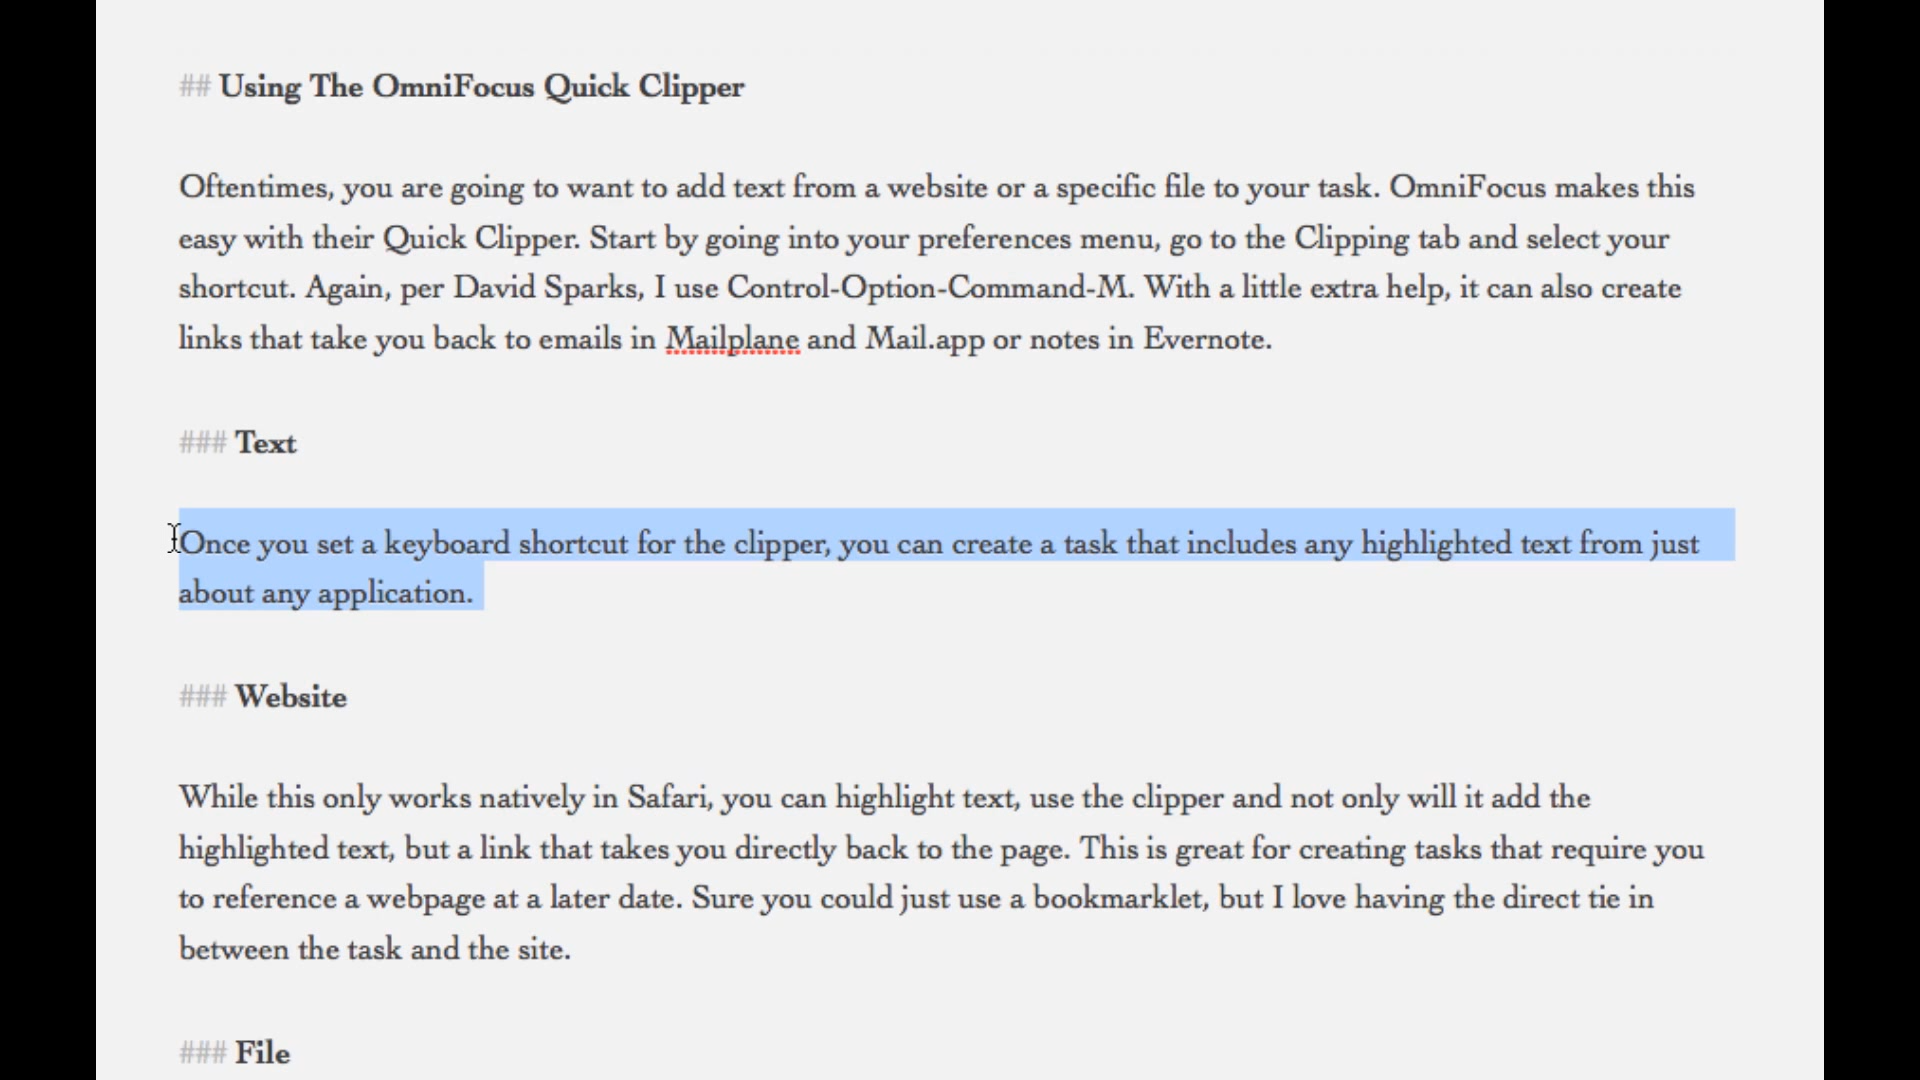 ## Using The OmniFocus Quick Clipper
Oftentimes, you are going to want to add text from a website or a specific file to your task. OmniFocus makes this
easy with their Quick Clipper. Start by going into your preferences menu, go to the Clipping tab and select your
shortcut. Again, per David Sparks, I use Control-Option-Command-M. With a little extra help, it can also create
links that take you back to emails in Mailplane and Mail.app or notes in Evernote.
### Text
Once you set a keyboard shortcut for the clipper, you can create a task that includes any highlighted text from just
about any application.
### Website
While this only works natively in Safari, you can highlight text, use the clipper and not only will it add the
highlighted text, but a link that takes you directly back to the page. This is great for creating tasks that require you
to reference a webpage at a later date. Sure you could just use a bookmarklet, but I love having the direct tie in
between the task and the site.
### File